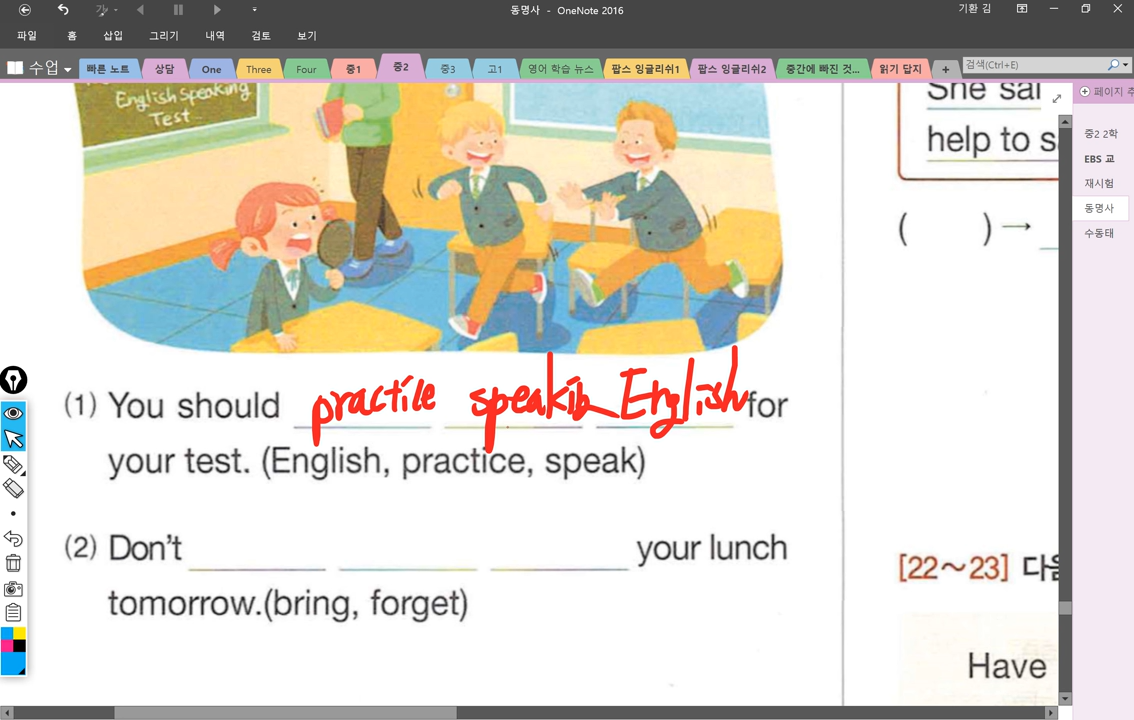 동명사 - OneNote 2016
기환 김
파일 홈 삽입 그리기 내역 검토 보기
수업 빠른 노트 상담 One Three Four 중1 중2 중3 고1 영어 학습 뉴스 팝스 잉글리쉬1 팝스 잉글리쉬2 중간에 빠진 것... 읽기 답지 + 검색(Ctrl+E)
페이지 추
중2 2학
EBS 교
재시험
동명사
수동태
English Speaking
Test
(1) You should practice speaking English for
your test. (English, practice, speak)
(2) Don't your lunch
tomorrow.(bring, forget)
She sai
help to s
( ) →
[22~23] 다음
Have